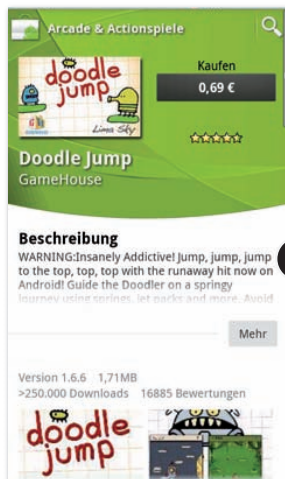 Arcade & Actionspiele
doodle
jump
Lima Sky
Kaufen
0,69 €
Doodle Jump
GameHouse
Beschreibung
WARNING:Insanely Addictive! Jump, jump, jump
to the top, top, top with the runaway hit now on
Android! Guide the Doodler on a springy
journey using springs, jet packs and more. Avoid
Mehr
Version 1.6.6 1,71MB
>250.000 Downloads 16885 Bewertungen
doodle
jump